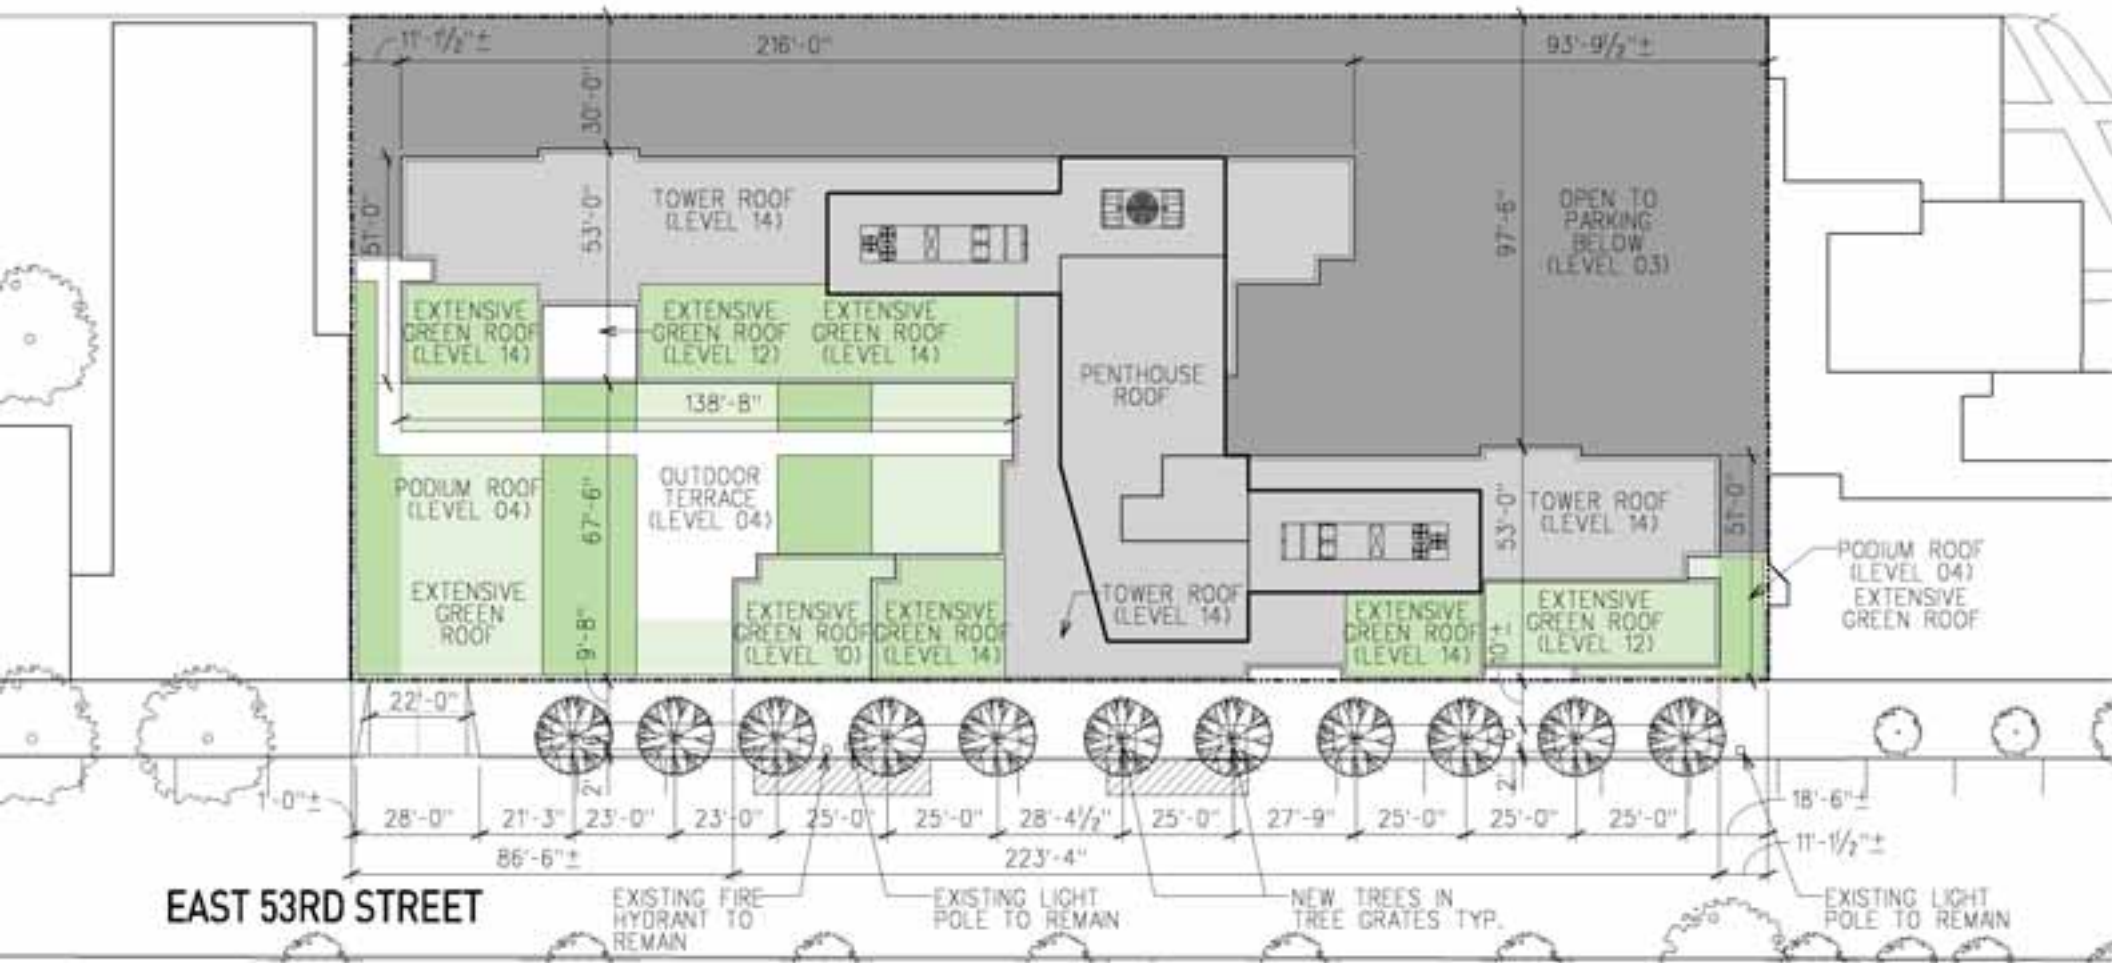 11'-1½"±
216'-0"
93'-9½"±
30'-0"
51'-0"
53'-0"
TOWER ROOF
(LEVEL 14)
97'-6"
OPEN TO
PARKING
BELOW
(LEVEL 03)
EXTENSIVE
GREEN ROOF
(LEVEL 14)
EXTENSIVE
GREEN ROOF
(LEVEL 12)
EXTENSIVE
GREEN ROOF
(LEVEL 14)
PENTHOUSE
ROOF
138'-8"
PODIUM ROOF
(LEVEL 04)
67'-6"
OUTDOOR
TERRACE
(LEVEL 04)
53'-0"
TOWER ROOF
(LEVEL 14)
51'-0"
PODIUM ROOF
(LEVEL 04)
EXTENSIVE
GREEN ROOF
EXTENSIVE
GREEN
ROOF
9'-8"
EXTENSIVE
GREEN ROOF
(LEVEL 10)
EXTENSIVE
GREEN ROOF
(LEVEL 14)
TOWER ROOF
(LEVEL 14)
EXTENSIVE
GREEN ROOF
(LEVEL 14)
EXTENSIVE
GREEN ROOF
(LEVEL 12)
22'-0"
1'-0"±
28'-0"
21'-3"
23'-0"
23'-0"
25'-0"
25'-0"
28'-4½"
25'-0"
27'-9"
25'-0"
25'-0"
25'-0"
18'-6"±
86'-6"±
223'-4"
11'-1½"±
EAST 53RD STREET
EXISTING FIRE
HYDRANT TO
REMAIN
EXISTING LIGHT
POLE TO REMAIN
NEW TREES IN
TREE GRATES TYP.
EXISTING LIGHT
POLE TO REMAIN